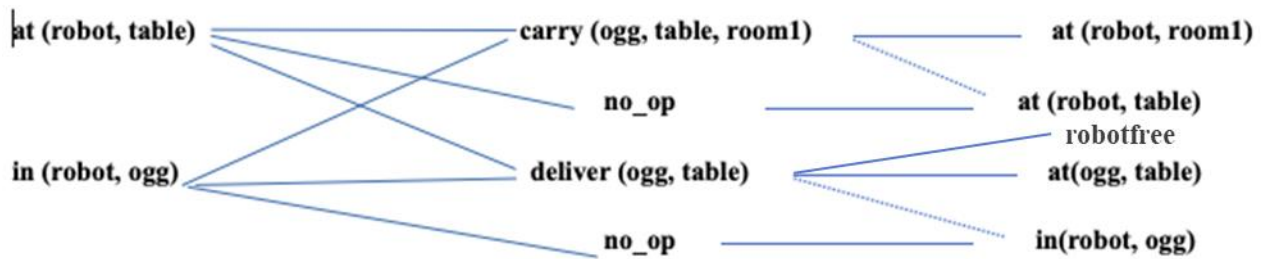 at (robot, table) carry (ogg, table, room1) at (robot, room1)
no_op at (robot, table)
robotfree
in (robot, ogg) deliver (ogg, table) at(ogg, table)
no_op in(robot, ogg)